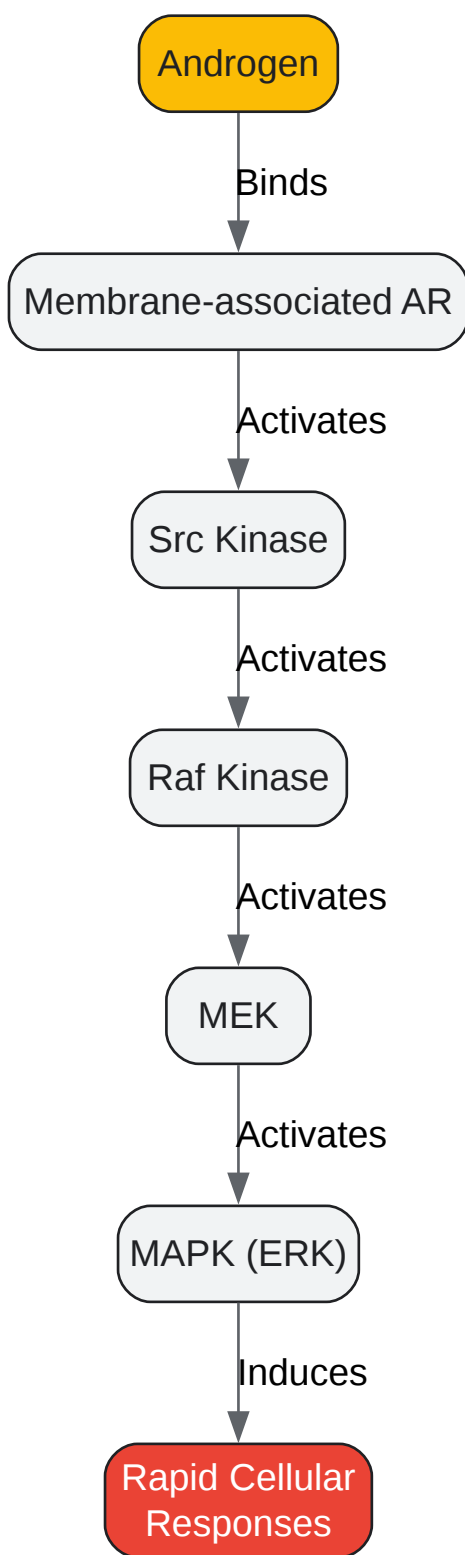 Androgen
Binds
Membrane-associated AR
Activates
Src Kinase
Activates
Raf Kinase
Activates
MEK
Activates
MAPK (ERK)
Induces
Rapid Cellular
Responses